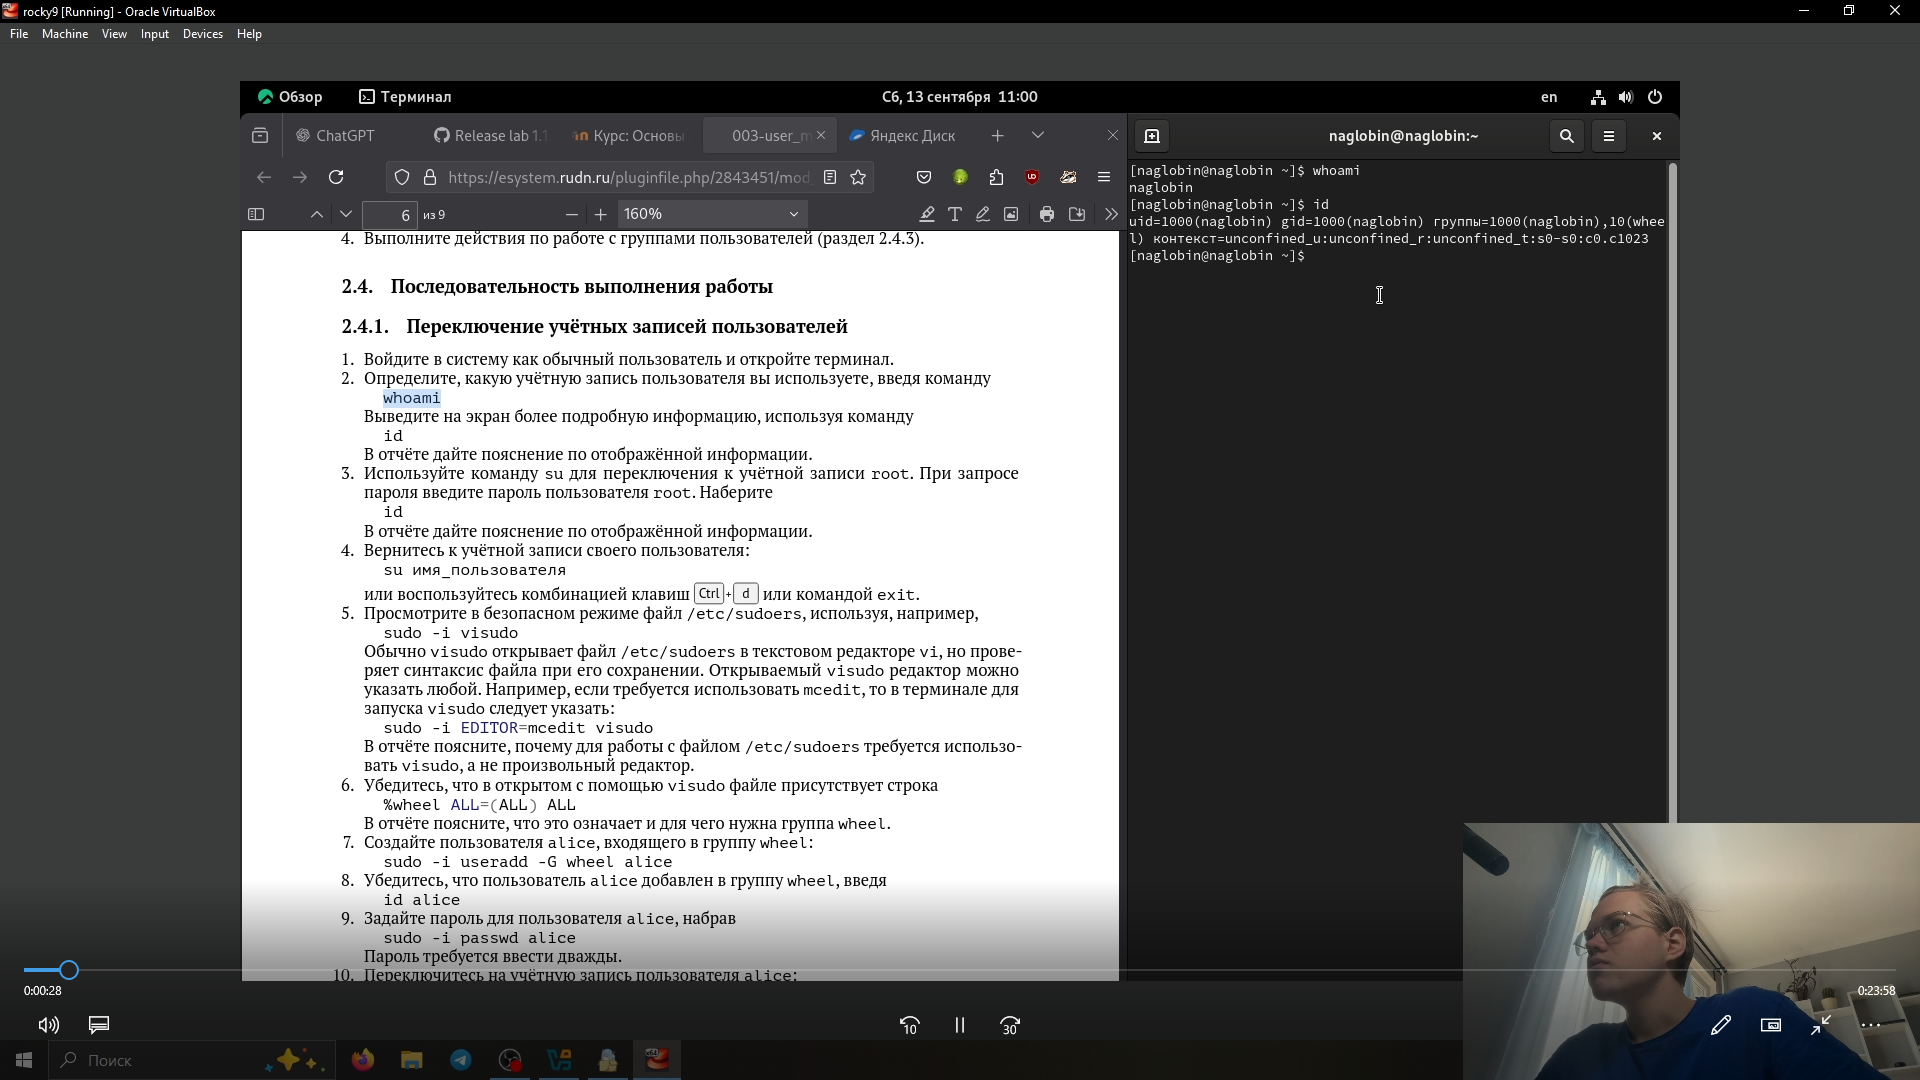 rocky9 [Running] - Oracle VirtualBox
File Machine View Input Devices Help
Обзор Терминал Сб, 13 сентября 11:00 en
ChatGPT Release lab 1.1 Курс: Основы 003-user_m Яндекс Диск
naglobin@naglobin:~
https://esystem.rudn.ru/pluginfile.php/2843451/mod_
6 из 9 160%
4. Выполните действия по работе с группами пользователей (раздел 2.4.3).
2.4. Последовательность выполнения работы
2.4.1. Переключение учётных записей пользователей
1. Войдите в систему как обычный пользователь и откройте терминал.
2. Определите, какую учётную запись пользователя вы используете, введя команду
whoami
Выведите на экран более подробную информацию, используя команду
id
В отчёте дайте пояснение по отображённой информации.
3. Используйте команду su для переключения к учётной записи root. При запросе
пароля введите пароль пользователя root. Наберите
id
В отчёте дайте пояснение по отображённой информации.
4. Вернитесь к учётной записи своего пользователя:
su имя_пользователя
или воспользуйтесь комбинацией клавиш Ctrl + d или командой exit.
5. Просмотрите в безопасном режиме файл /etc/sudoers, используя, например,
sudo -i visudo
Обычно visudo открывает файл /etc/sudoers в текстовом редакторе vi, но прове-
ряет синтаксис файла при его сохранении. Открываемый visudo редактор можно
указать любой. Например, если требуется использовать mcedit, то в терминале для
запуска visudo следует указать:
sudo -i EDITOR=mcedit visudo
В отчёте поясните, почему для работы с файлом /etc/sudoers требуется использо-
вать visudo, а не произвольный редактор.
6. Убедитесь, что в открытом с помощью visudo файле присутствует строка
%wheel ALL=(ALL) ALL
В отчёте поясните, что это означает и для чего нужна группа wheel.
7. Создайте пользователя alice, входящего в группу wheel:
sudo -i useradd -G wheel alice
8. Убедитесь, что пользователь alice добавлен в группу wheel, введя
id alice
9. Задайте пароль для пользователя alice, набрав
sudo -i passwd alice
Пароль требуется ввести дважды.
10. Переключитесь на учётную запись пользователя alice:
[naglobin@naglobin ~]$ whoami
naglobin
[naglobin@naglobin ~]$ id
uid=1000(naglobin) gid=1000(naglobin) группы=1000(naglobin),10(whee
l) контекст=unconfined_u:unconfined_r:unconfined_t:s0-s0:c0.c1023
[naglobin@naglobin ~]$
0:00:28 0:23:58
10 30
Поиск